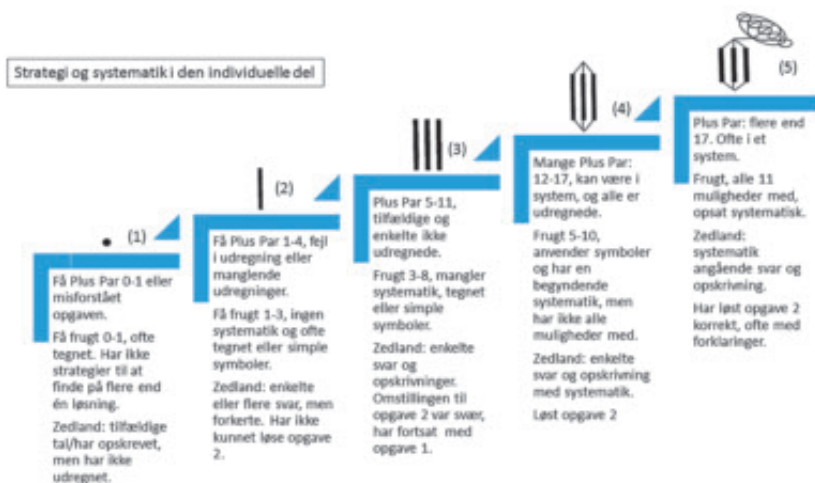 Strategi og systematik i den individuelle del
(1)
Få Plus Par 0-1 eller
misforstået
opgaven.
Få frugt 0-1, ofte
tegnet. Har ikke
strategier til at
finde på flere end
én løsning.
Zedland: tilfældige
tal/har opskrevet,
men har ikke
udregnet.
(2)
Få Plus Par 1-4, fejl
i udregning eller
manglende
udregninger.
Få frugt 1-3, ingen
systematik og ofte
tegnet eller simple
symboler.
Zedland: enkelte
eller flere svar, men
forkerte. Har ikke
kunnet løse opgave
2.
(3)
Plus Par 5-11,
tilfældige og
enkelte ikke
udregnede.
Frugt 3-8, mangler
systematik, tegnet
eller simple
symboler.
Zedland: enkelte
svar og
opskrivninger.
Omstillingen til
opgave 2 var svær,
har fortsat med
opgave 1.
(4)
Mange Plus Par:
12-17, kan være i
system, og alle er
udregnede.
Frugt 5-10,
anvender symboler
og har en
begyndende
systematik, men
har ikke alle
muligheder med.
Zedland: enkelte
svar og opskrivning
med systematik.
Løst opgave 2
(5)
Plus Par: flere end
17. Ofte i et
system.
Frugt, alle 11
muligheder med,
opsat systematisk.
Zedland:
systematik
angående svar og
opskrivning.
Har løst opgave 2
korrekt, ofte med
forklaringer.